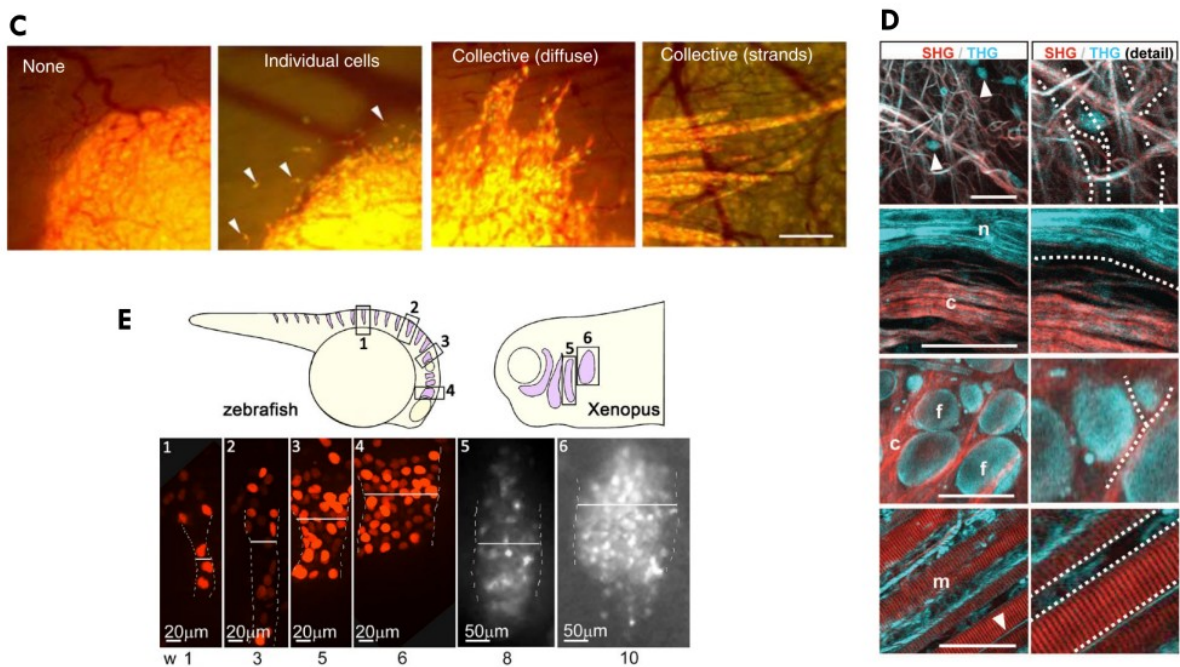 C
None
Individual cells
Collective (diffuse)
Collective (strands)
D
SHG / THG
SHG / THG (detail)
n
c
f
c
f
f
m
E
1
2
3
4
zebrafish
5
6
Xenopus
1
2
3
4
5
6
20μm
20μm
20μm
20μm
50μm
50μm
w 1 3 5 6 8 10